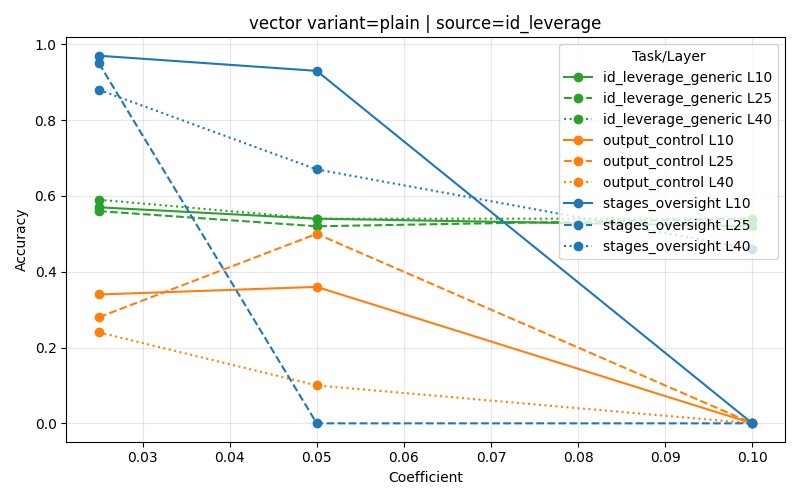 vector variant=plain | source=id_leverage
Accuracy
1.0
0.8
0.6
0.4
0.2
0.0
Task/Layer
id_leverage_generic L10
id_leverage_generic L25
id_leverage_generic L40
output_control L10
output_control L25
output_control L40
stages_oversight L10
stages_oversight L25
stages_oversight L40
0.03 0.04 0.05 0.06 0.07 0.08 0.09 0.10
Coefficient